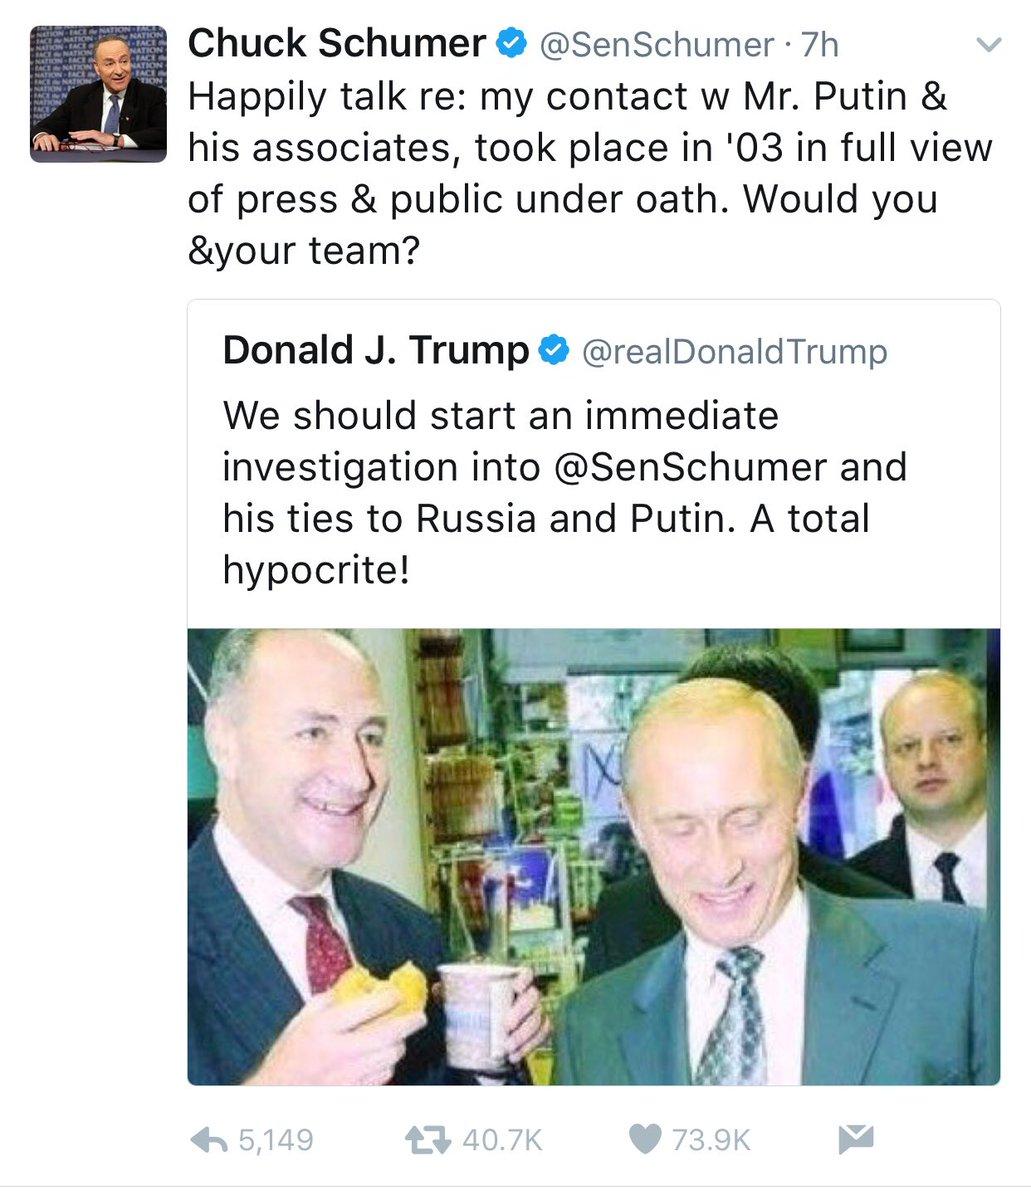 Chuck Schumer @SenSchumer · 7h
Happily talk re: my contact w Mr. Putin &
his associates, took place in '03 in full view
of press & public under oath. Would you
&your team?
Donald J. Trump @realDonaldTrump
We should start an immediate
investigation into @SenSchumer and
his ties to Russia and Putin. A total
hypocrite!
5,149 40.7K 73.9K